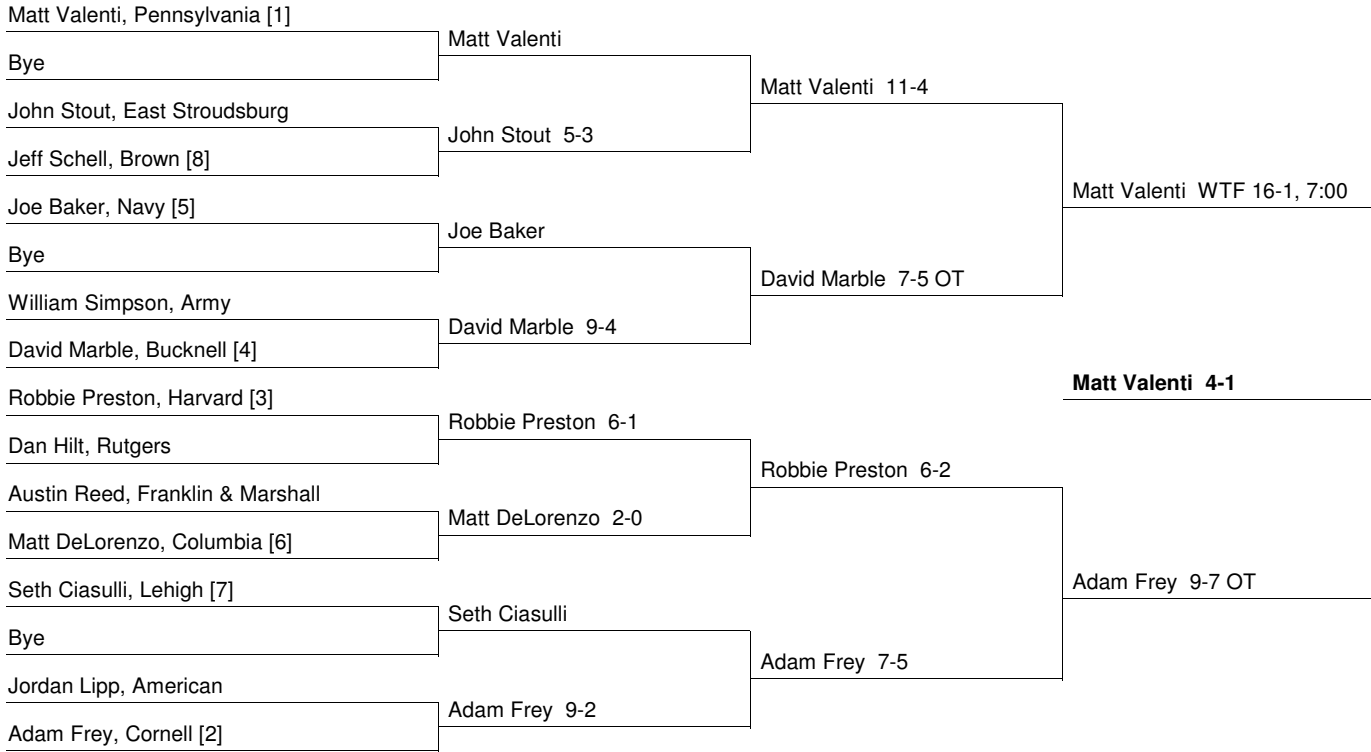 Matt Valenti, Pennsylvania [1]
Bye
John Stout, East Stroudsburg
Jeff Schell, Brown [8]
Joe Baker, Navy [5]
Bye
William Simpson, Army
David Marble, Bucknell [4]
Robbie Preston, Harvard [3]
Dan Hilt, Rutgers
Austin Reed, Franklin & Marshall
Matt DeLorenzo, Columbia [6]
Seth Ciasulli, Lehigh [7]
Bye
Jordan Lipp, American
Adam Frey, Cornell [2]
Matt Valenti
John Stout 5-3
Joe Baker
David Marble 9-4
Robbie Preston 6-1
Matt DeLorenzo 2-0
Seth Ciasulli
Adam Frey 9-2
Matt Valenti 11-4
David Marble 7-5 OT
Robbie Preston 6-2
Adam Frey 7-5
Matt Valenti WTF 16-1, 7:00
Matt Valenti 4-1
Adam Frey 9-7 OT